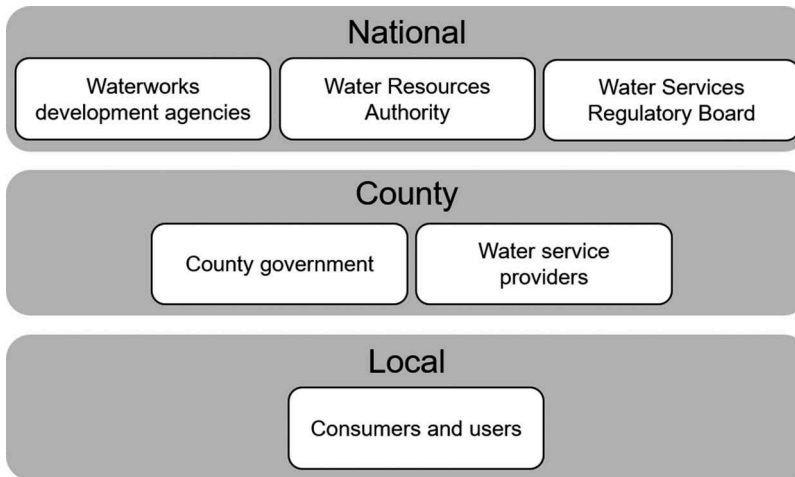 National
Waterworks
development agencies
Water Resources
Authority
Water Services
Regulatory Board
County
County government
Water service
providers
Local
Consumers and users